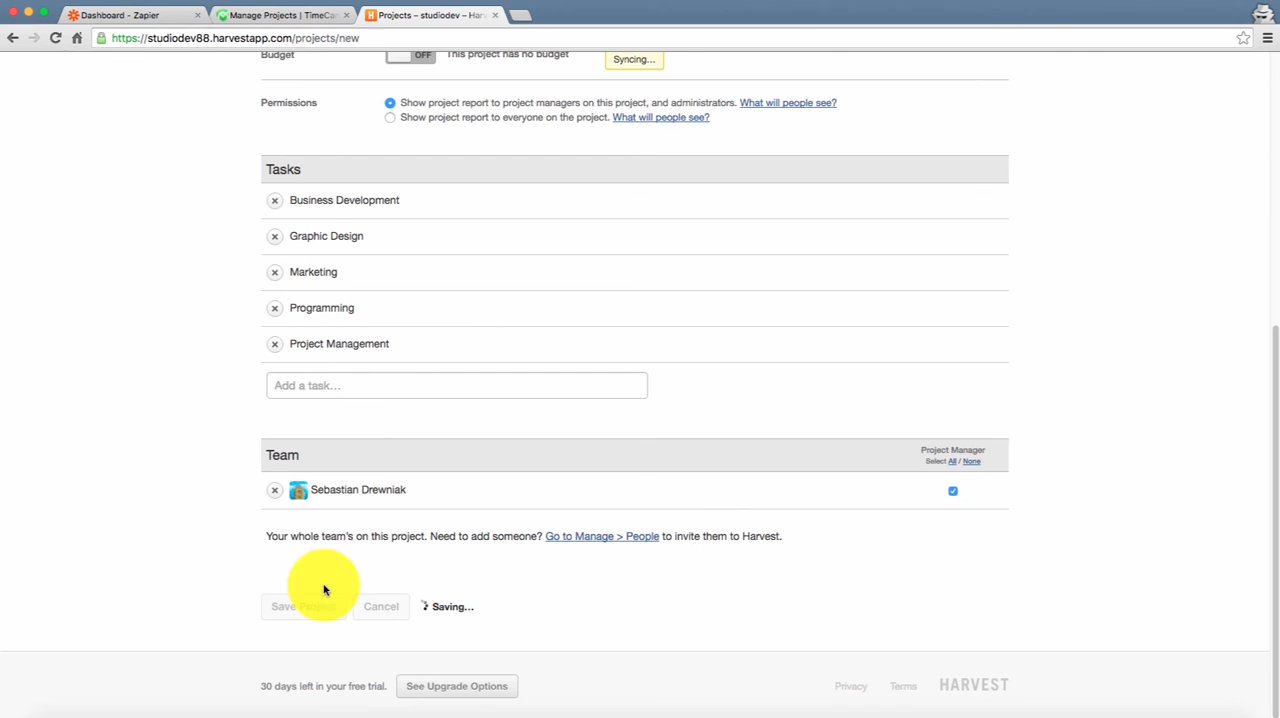 Dashboard - Zapier
Manage Projects | TimeCa
Projects – studiodev – Har
https://studiodev88.harvestapp.com/projects/new
Budget OFF This project has no budget Syncing...
Permissions Show project report to project managers on this project, and administrators. What will people see?
Show project report to everyone on the project. What will people see?
Tasks
Business Development
Graphic Design
Marketing
Programming
Project Management
Add a task...
Team Project Manager
Select All / None
Sebastian Drewniak
Your whole team's on this project. Need to add someone? Go to Manage > People to invite them to Harvest.
Save Project Cancel Saving...
30 days left in your free trial. See Upgrade Options Privacy Terms HARVEST